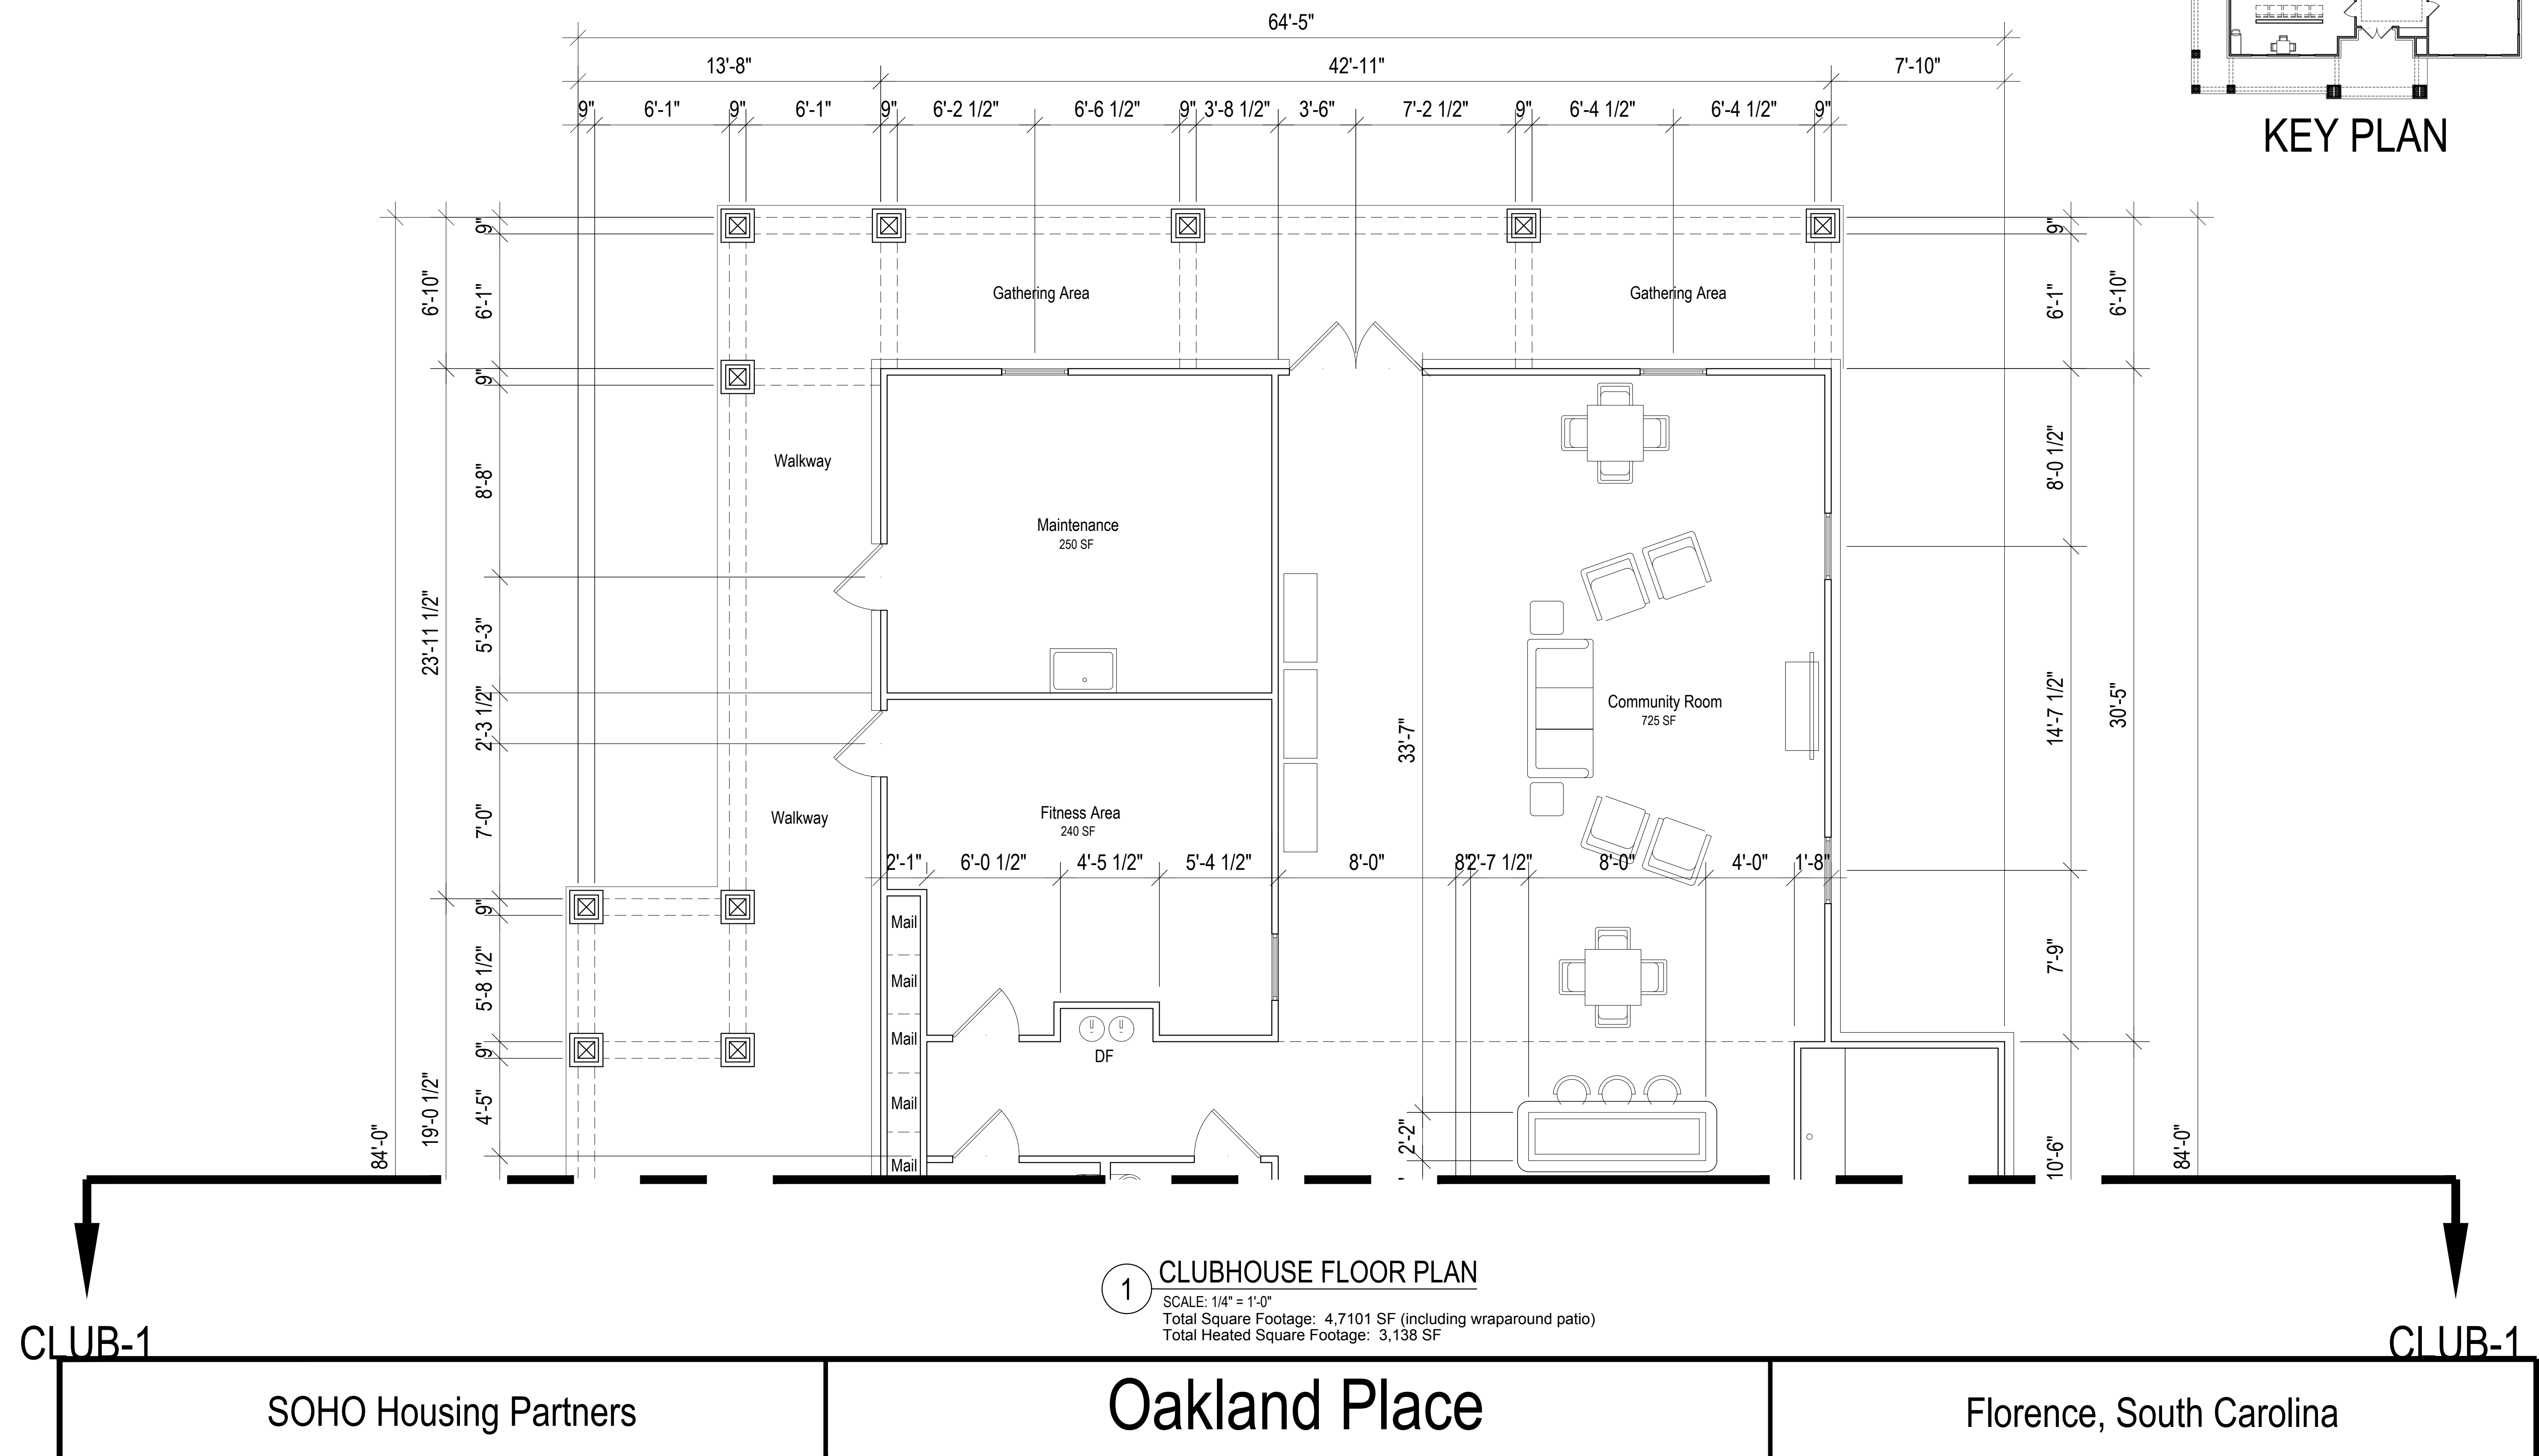 64'-5"
13'-8" 42'-11" 7'-10"
9" 6'-1" 9" 6'-1" 9" 6'-2 1/2" 6'-6 1/2" 9" 3'-8 1/2" 3'-6" 7'-2 1/2" 9" 6'-4 1/2" 6'-4 1/2" 9"
KEY PLAN
9"
6'-1"
6'-10"
9"
8'-8"
5'-3"
23'-11 1/2"
2'-3 1/2"
7'-0"
9"
5'-8 1/2"
9"
4'-5"
19'-0 1/2"
84'-0"
Gathering Area
Gathering Area
Walkway
Maintenance
250 SF
Community Room
725 SF
33'-7"
Walkway
Fitness Area
240 SF
2'-1" 6'-0 1/2" 4'-5 1/2" 5'-4 1/2" 8'-0" 8" 2'-7 1/2" 8'-0" 4'-0" 1'-8"
Mail
Mail
Mail
Mail
Mail
DF
2'-2"
9"
6'-1"
6'-10"
8'-0 1/2"
14'-7 1/2"
30'-5"
7'-9"
10'-6"
84'-0"
1
CLUBHOUSE FLOOR PLAN
SCALE: 1/4" = 1'-0"
Total Square Footage: 4,7101 SF (including wraparound patio)
Total Heated Square Footage: 3,138 SF
CLUB-1
CLUB-1
SOHO Housing Partners
Oakland Place
Florence, South Carolina